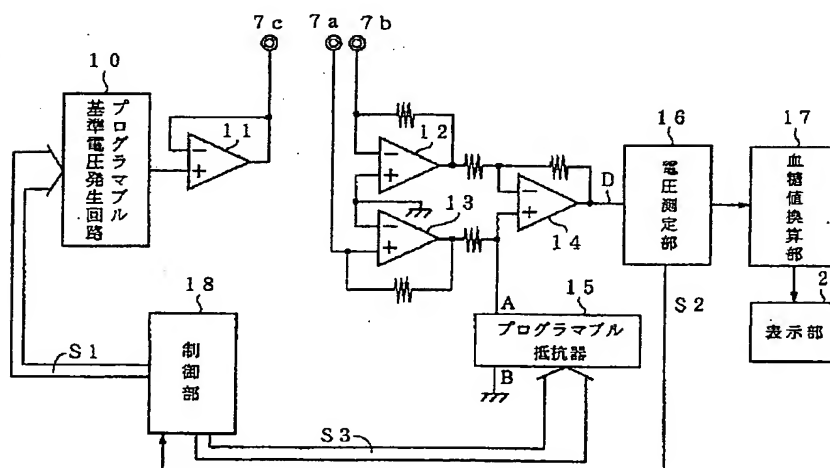 7c 7a 7b
10
プログラマブル
基準電圧発生回路
11
12
13
14
D
16
電圧測定部
17
血糖値換算部
2
表示部
S2
A
15
プログラマブル
抵抗器
B
18
制御部
S1
S3